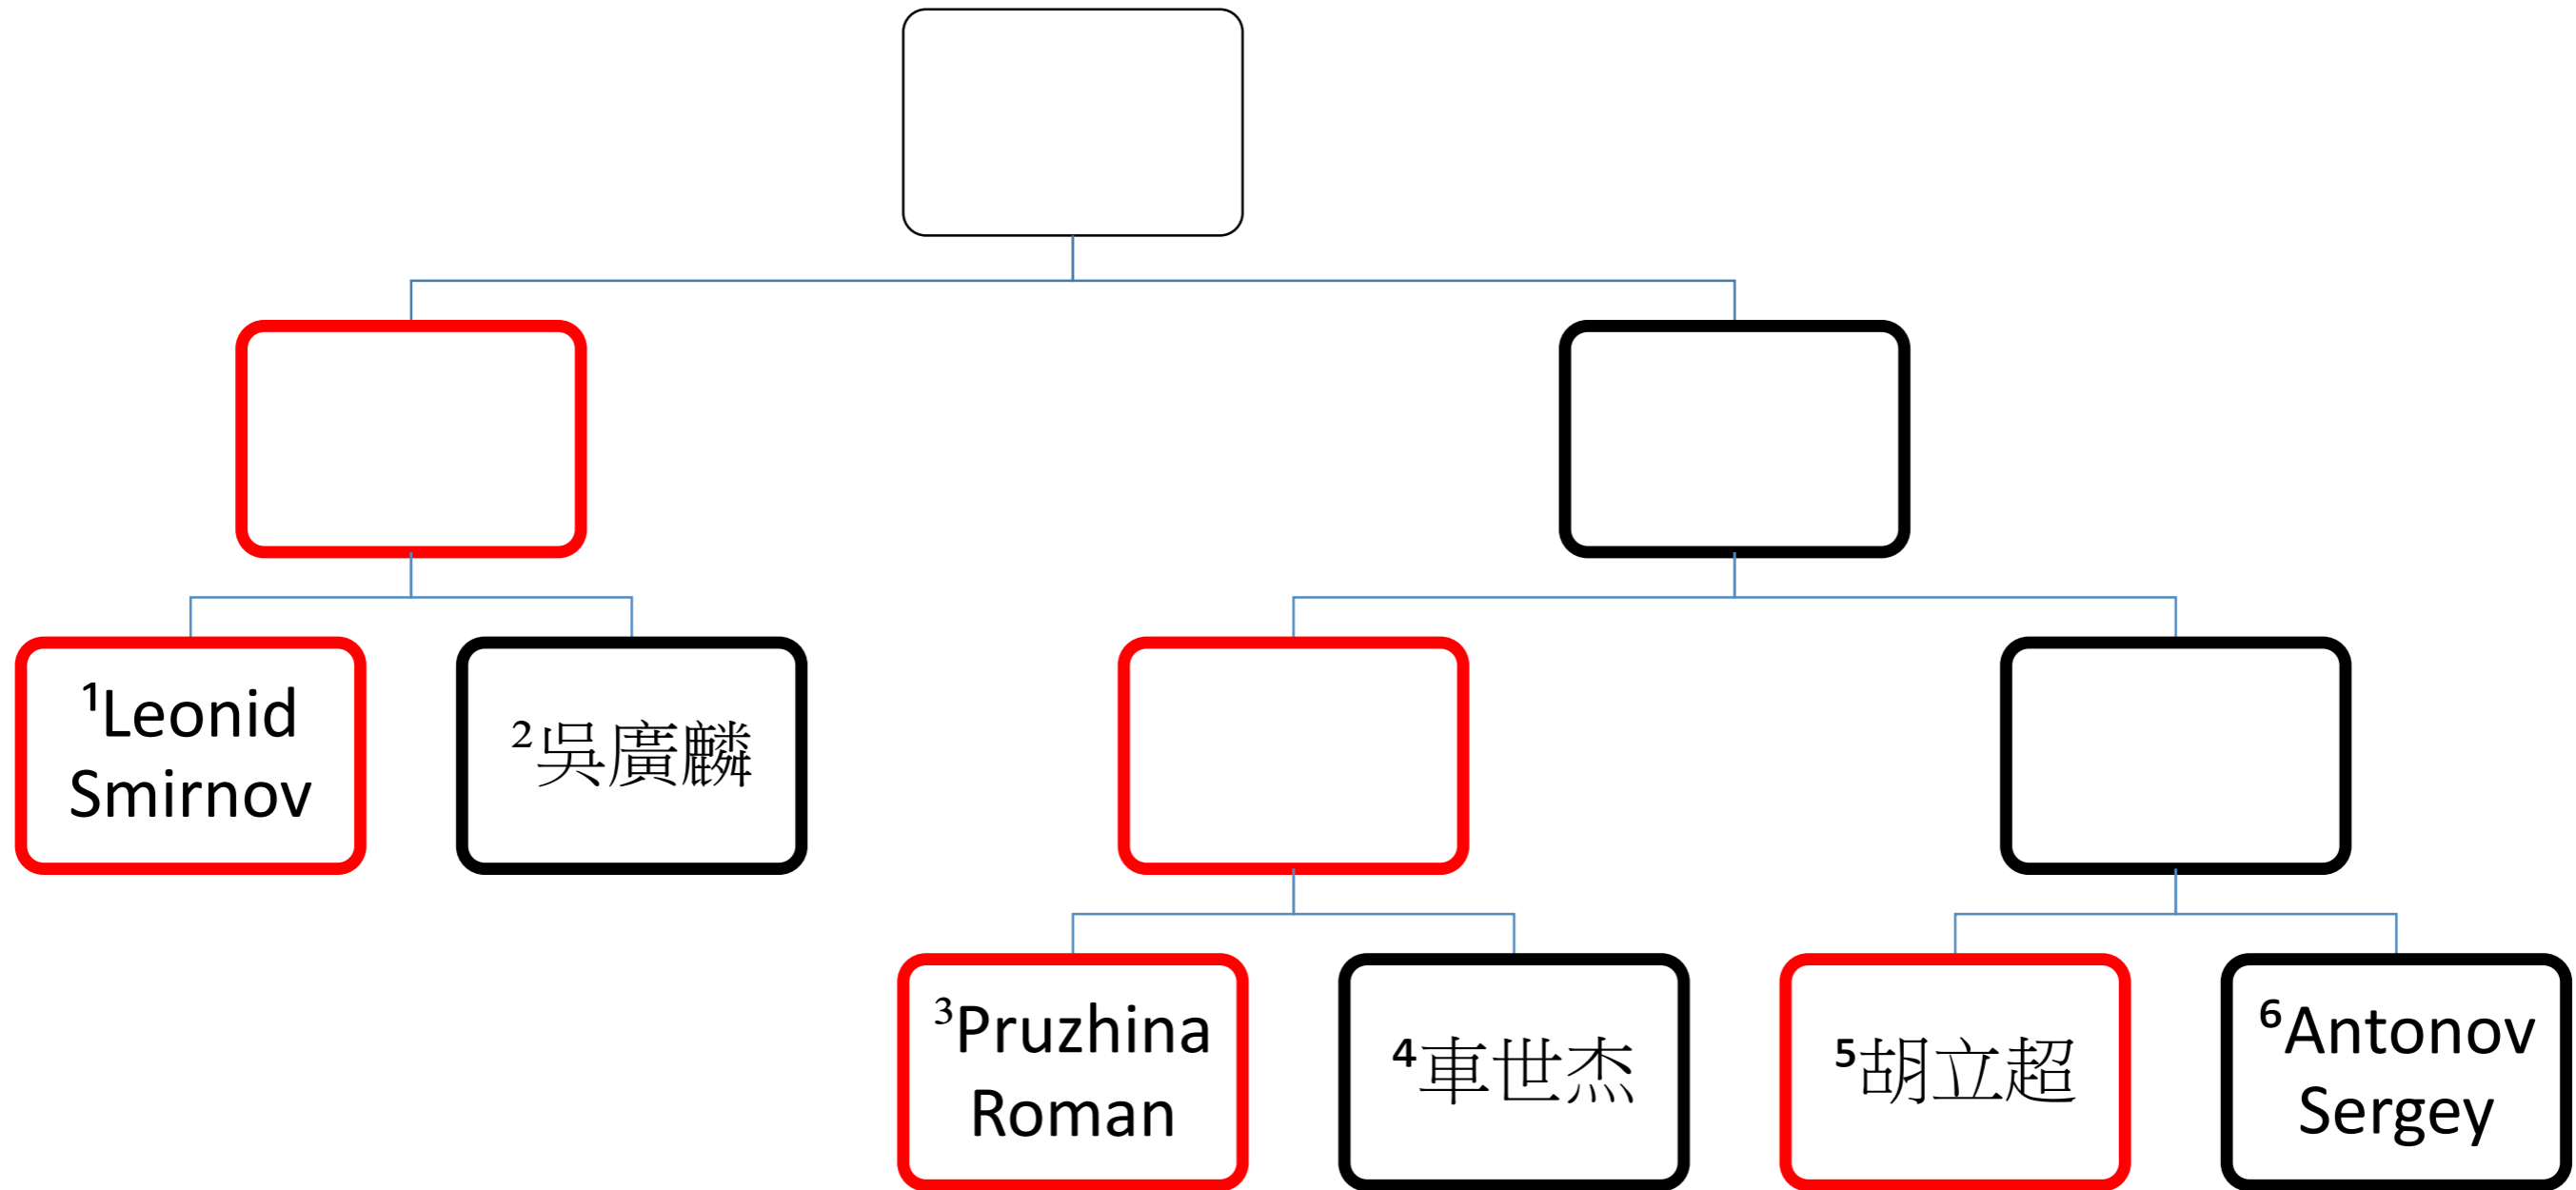 ¹Leonid
Smirnov
²吳廣麟
³Pruzhina
Roman
⁴車世杰
⁵胡立超
⁶Antonov
Sergey